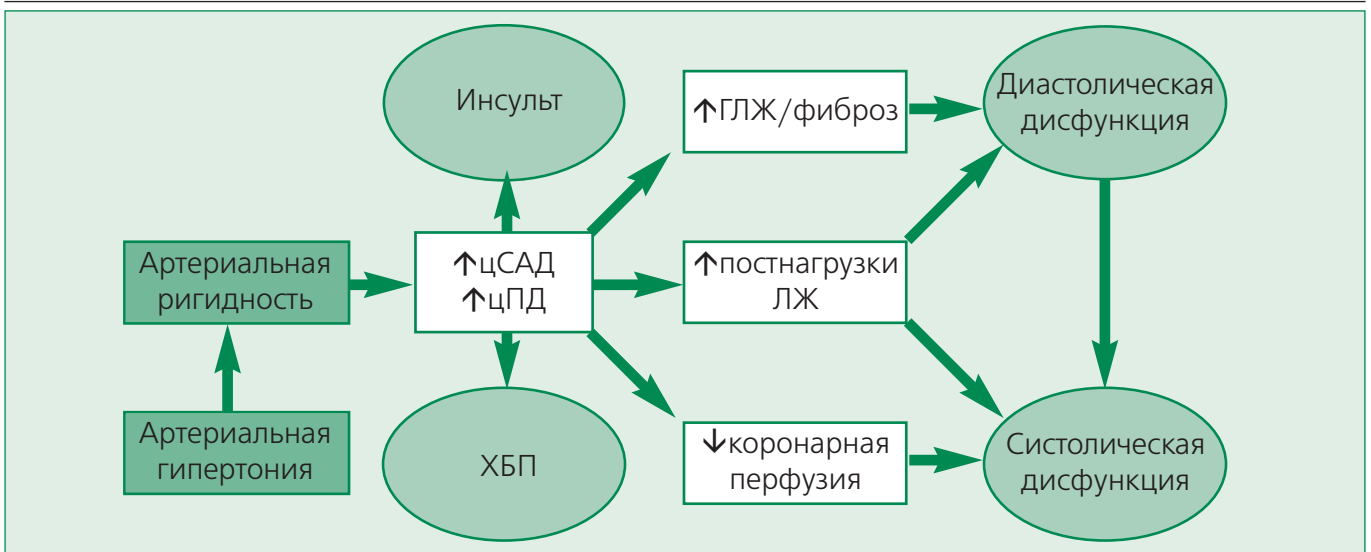 Инсульт
↑ГЛЖ/фиброз
Диастолическая
дисфункция
Артериальная
ригидность
↑цСАД
↑цПД
↑постнагрузки
ЛЖ
Артериальная
гипертония
ХБП
↓коронарная
перфузия
Систолическая
дисфункция